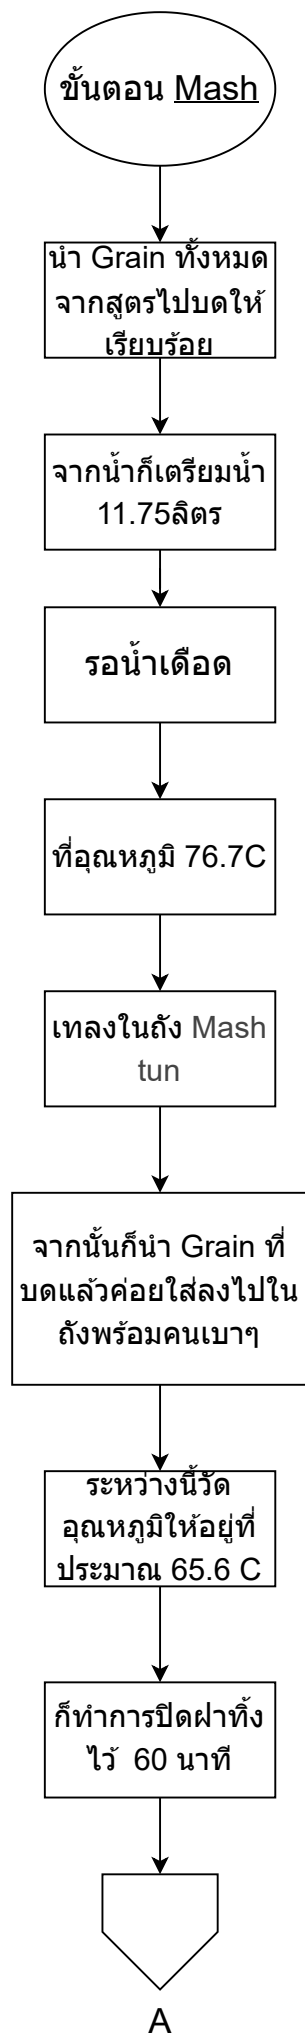 ขั้นตอน Mash
นำ Grain ทั้งหมด
จากสูตรไปบดให้
เรียบร้อย
จากน้ำก็เตรียมน้ำ
11.75ลิตร
รอน้ำเดือด
ที่อุณหภูมิ 76.7C
เทลงในถัง Mash
tun
จากนั้นก็นำ Grain ที่
บดแล้วค่อยใส่ลงไปใน
ถังพร้อมคนเบาๆ
ระหว่างนี้วัด
อุณหภูมิให้อยู่ที่
ประมาณ 65.6 C
ก็ทำการปิดฝาทิ้ง
ไว้ 60 นาที
A